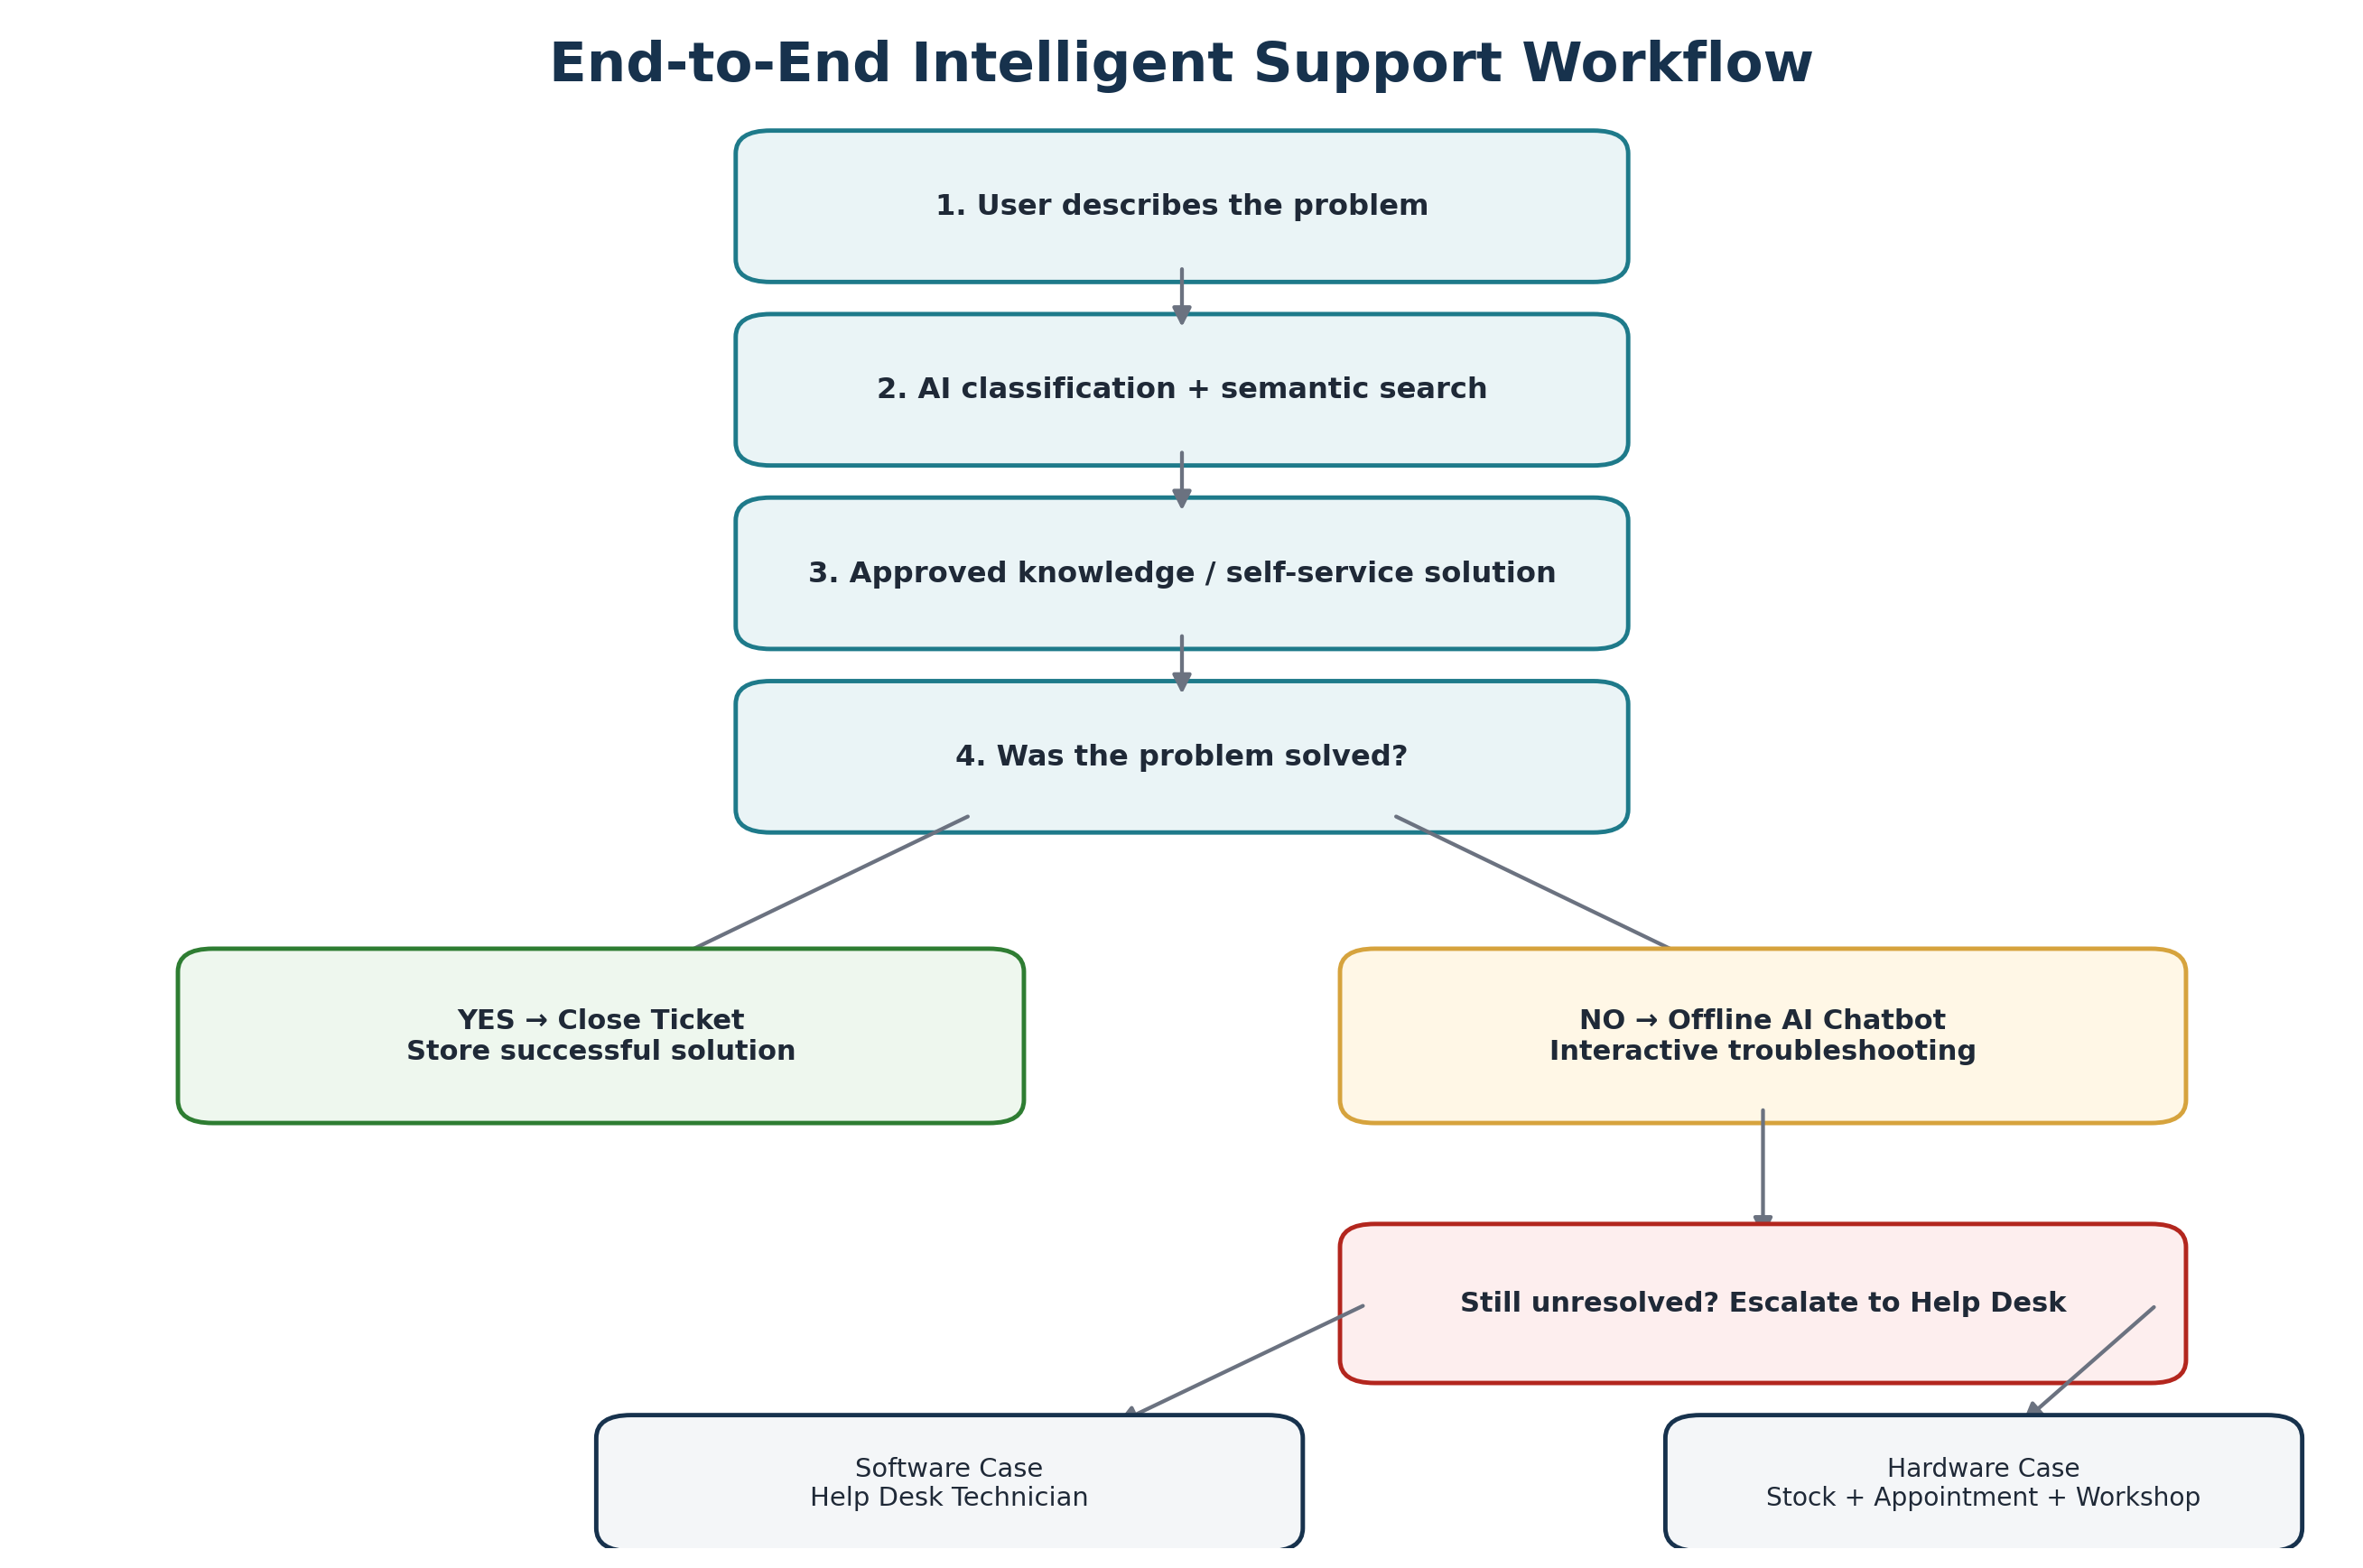 End-to-End Intelligent Support Workflow
1. User describes the problem
2. AI classification + semantic search
3. Approved knowledge / self-service solution
4. Was the problem solved?
YES → Close Ticket
Store successful solution
NO → Offline AI Chatbot
Interactive troubleshooting
Still unresolved? Escalate to Help Desk
Software Case
Help Desk Technician
Hardware Case
Stock + Appointment + Workshop